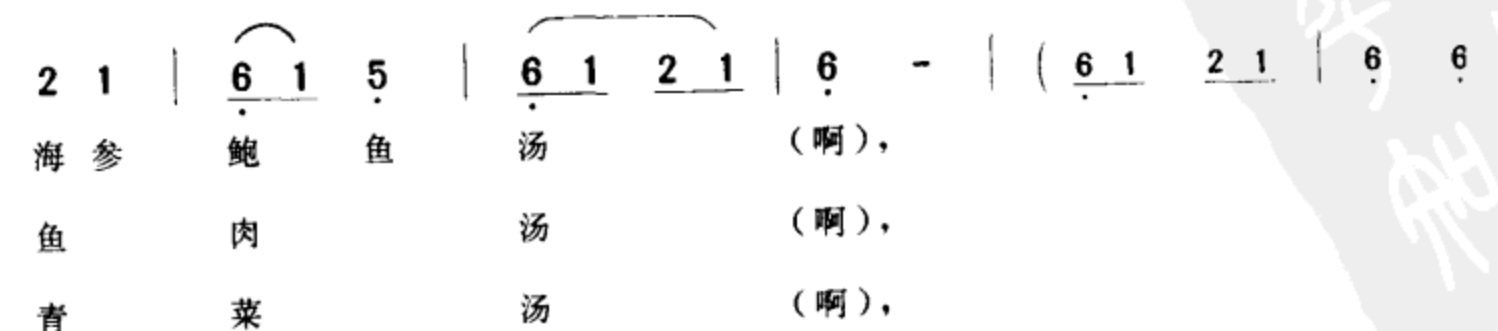 2 1 | 6 1 5 | 6 1 2 1 | 6 - | ( 6 1 2 1 | 6 6
海 参 鲍 鱼 汤 (啊),
鱼 肉 汤 (啊),
青 菜 汤 (啊),